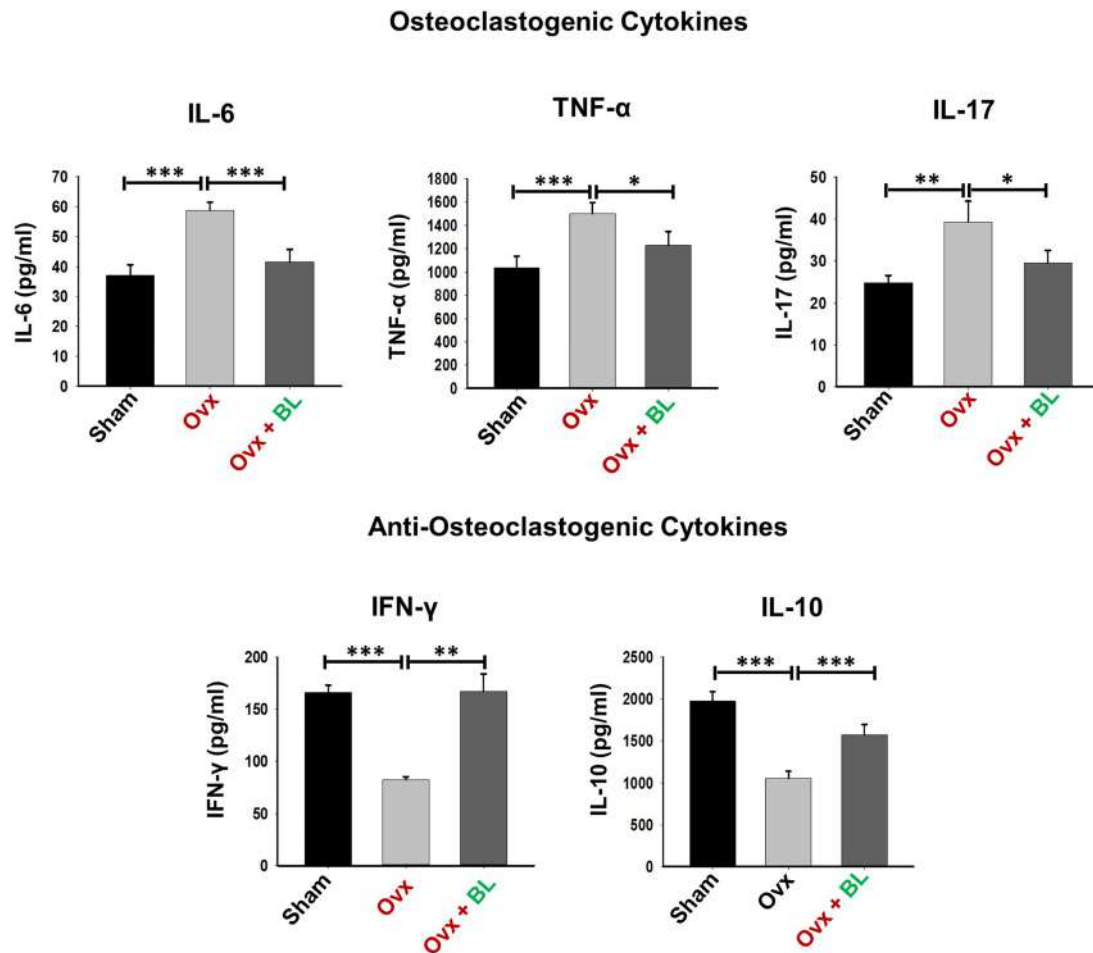 Osteoclastogenic Cytokines
IL-6
TNF-α
IL-17
*** ***
*** *
** *
IL-6 (pg/ml)
70
60
50
40
30
20
10
0
Sham
Ovx
Ovx + BL
TNF-α (pg/ml)
1800
1600
1400
1200
1000
800
600
400
200
0
Sham
Ovx
Ovx + BL
IL-17 (pg/ml)
50
40
30
20
10
0
Sham
Ovx
Ovx + BL
Anti-Osteoclastogenic Cytokines
IFN-γ
IL-10
*** **
*** ***
IFN-γ (pg/ml)
200
150
100
50
0
Sham
Ovx
Ovx + BL
IL-10 (pg/ml)
2500
2000
1500
1000
500
0
Sham
Ovx
Ovx + BL